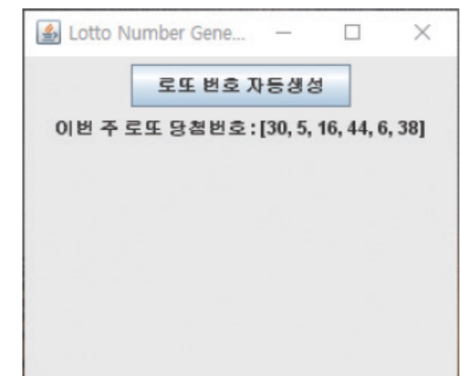 Lotto Number Gene...
로또 번호 자동생성
이번 주 로또 당첨번호 : [30, 5, 16, 44, 6, 38]